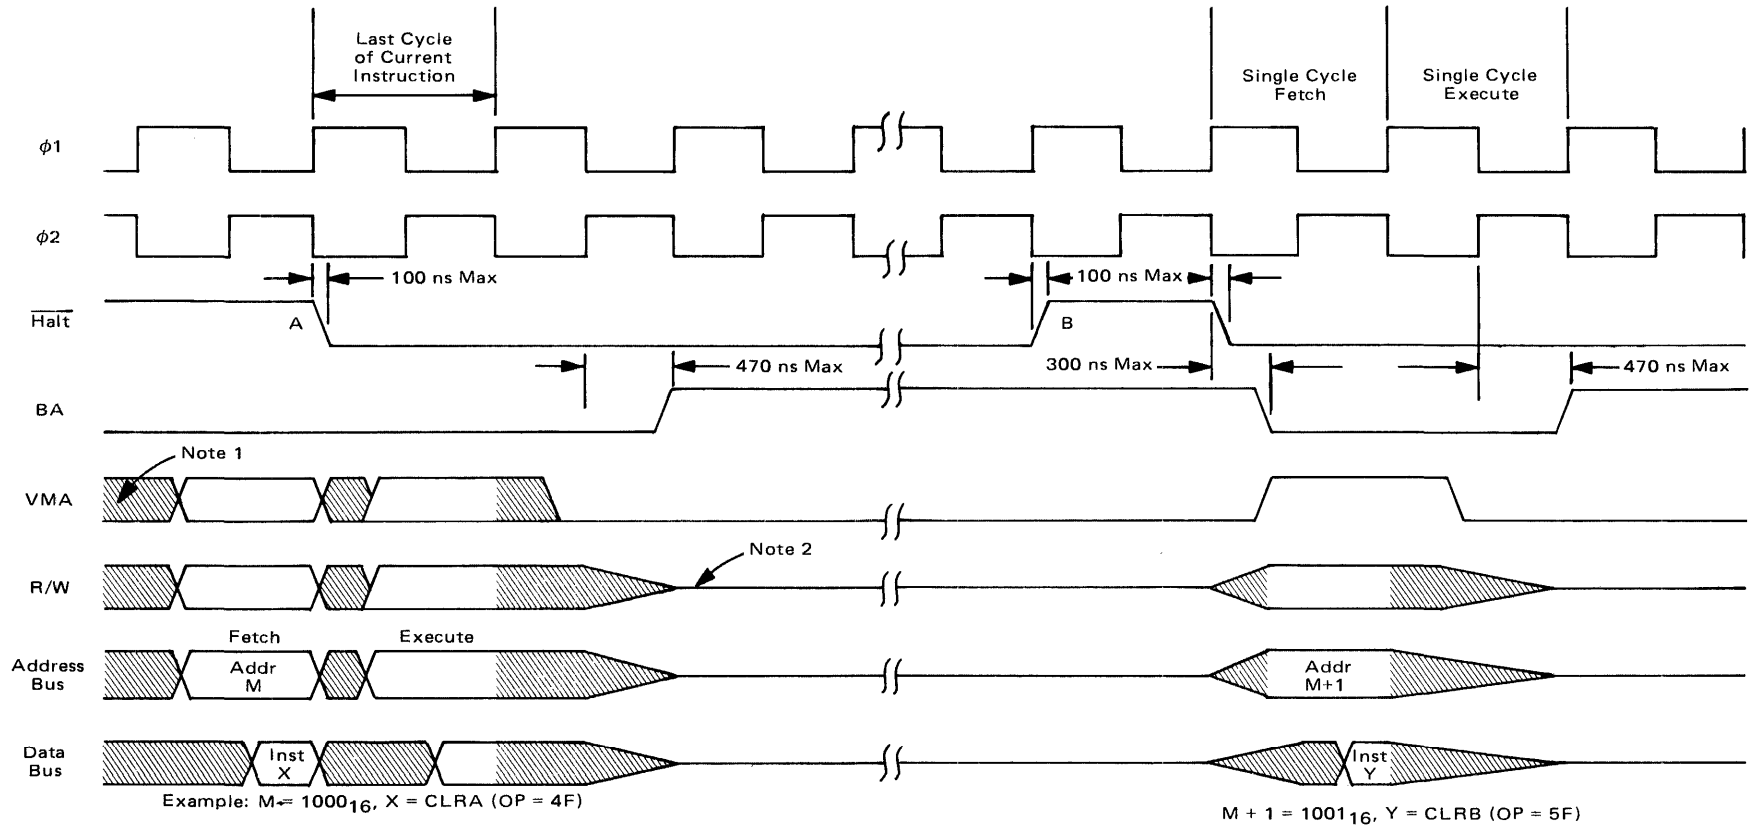 Last Cycle
of Current
Instruction
Single Cycle
Fetch
Single Cycle
Execute
ϕ1
ϕ2
100 ns Max
100 ns Max
Halt
A
B
470 ns Max
300 ns Max
470 ns Max
BA
Note 1
VMA
Note 2
R/W
Fetch
Execute
Address
Bus
Addr
M
Addr
M+1
Data
Bus
Inst
X
Inst
Y
Example: M = 1000₁₆, X = CLRA (OP = 4F)
M + 1 = 1001₁₆, Y = CLRB (OP = 5F)